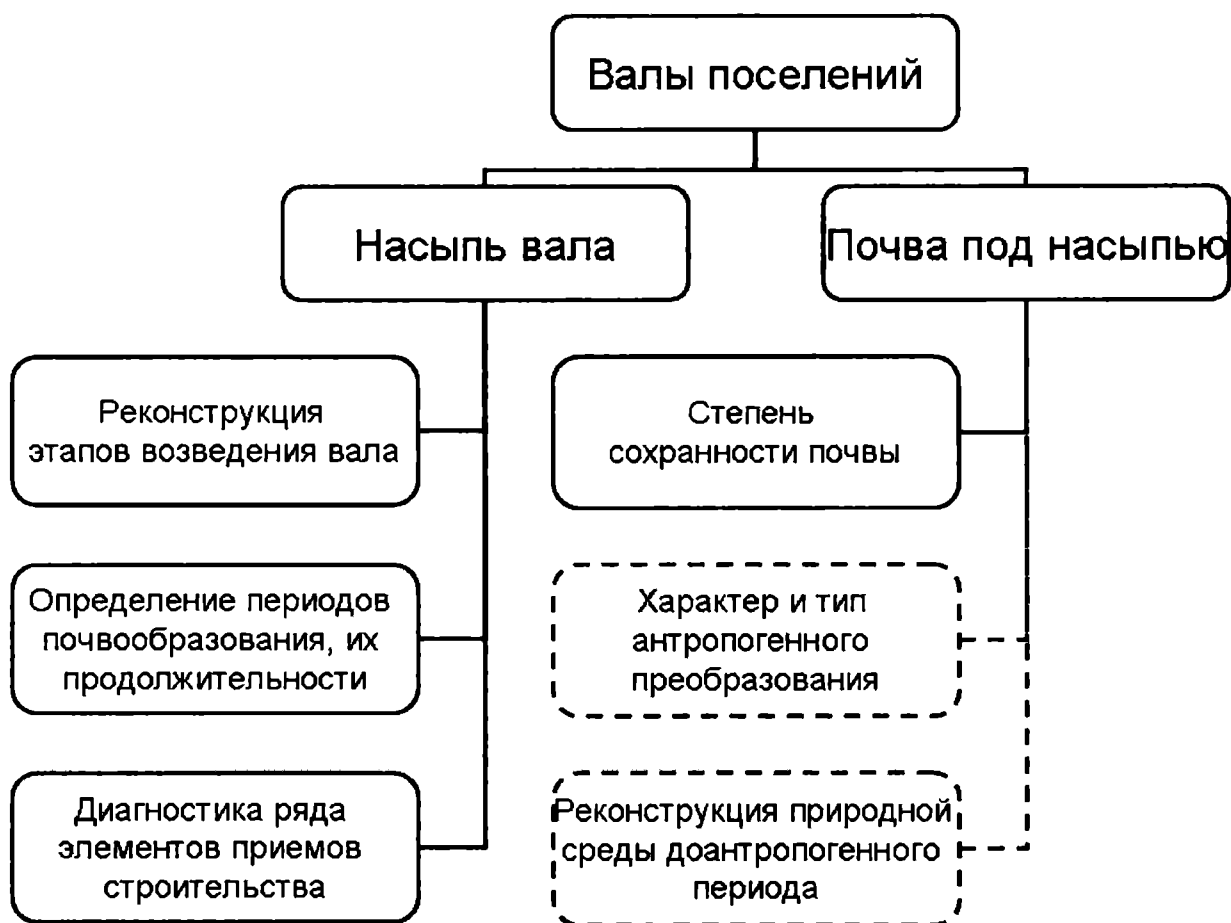 Валы поселений
Насыпь вала
Почва под насыпью
Реконструкция
этапов возведения вала
Степень
сохранности почвы
Определение периодов
почвообразования, их
продолжительности
Характер и тип
антропогенного
преобразования
Диагностика ряда
элементов приемов
строительства
Реконструкция природной
среды доантропогенного
периода